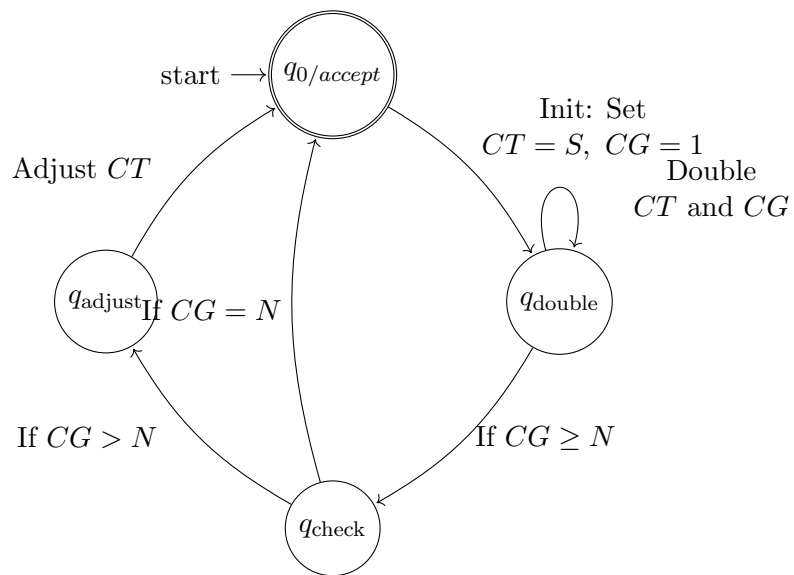 start
q0/accept
Init: Set
CT = S, CG = 1
Double
CT and CG
Adjust CT
qadjust
If CG = N
qdouble
If CG > N
If CG ≥ N
qcheck